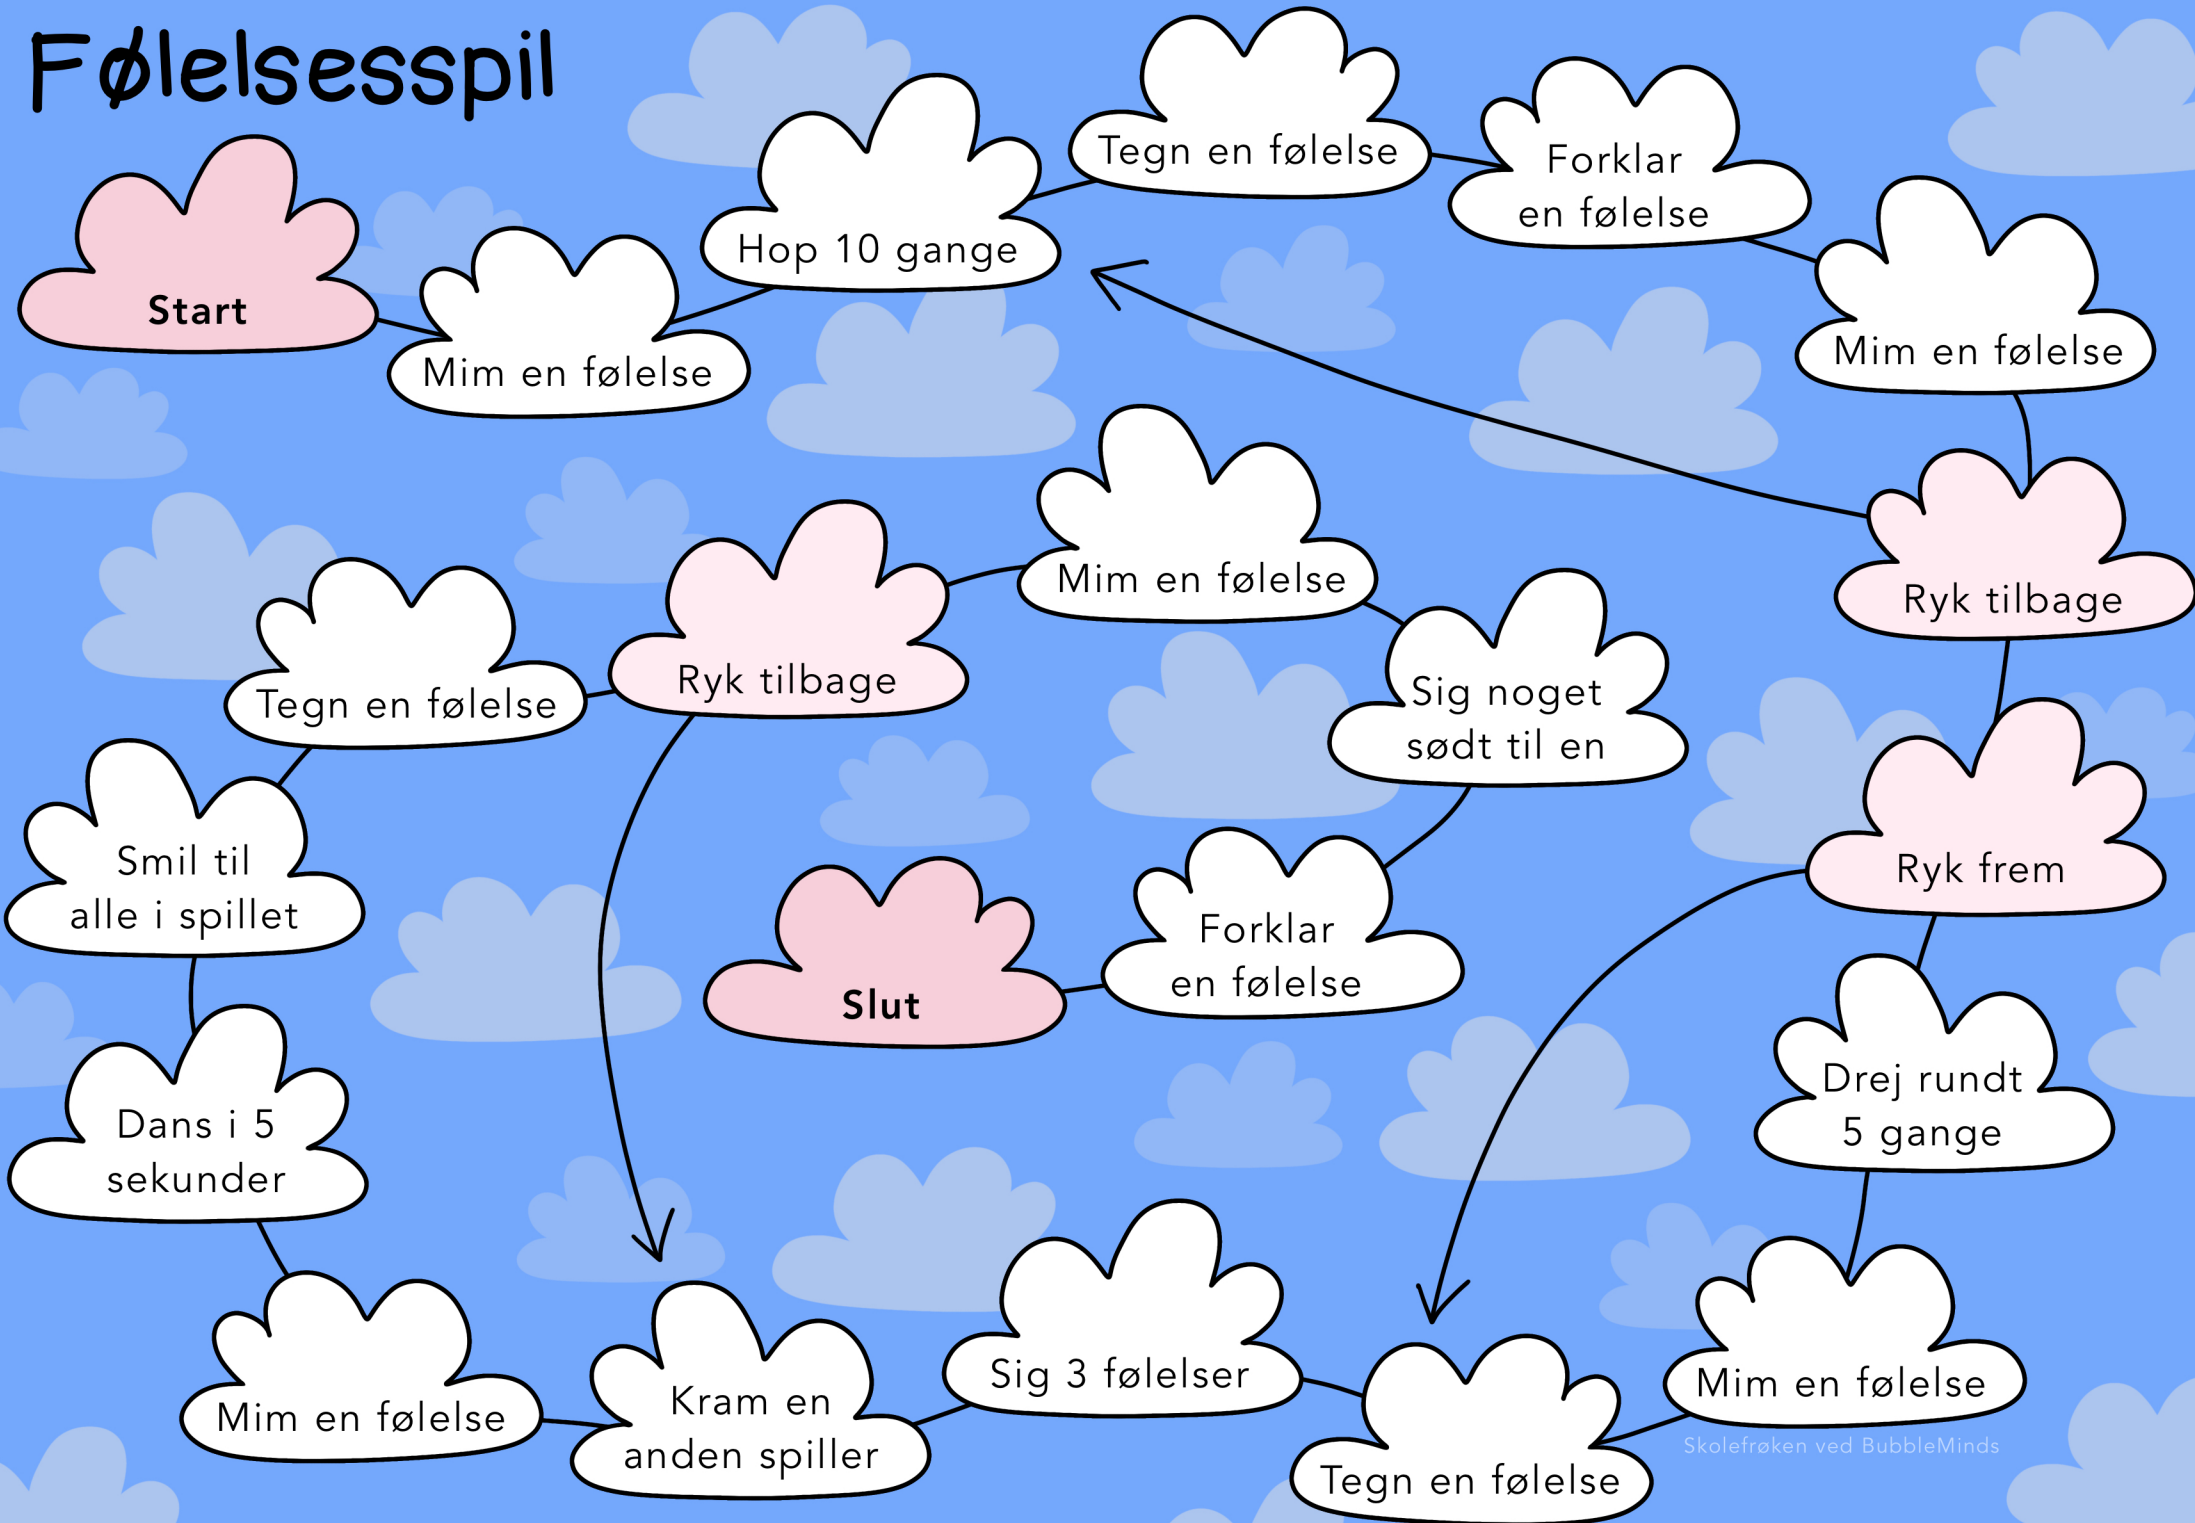 Følelsesspil
Start
Mim en følelse
Hop 10 gange
Tegn en følelse
Forklar
en følelse
Mim en følelse
Ryk tilbage
Ryk frem
Drej rundt
5 gange
Mim en følelse
Tegn en følelse
Sig 3 følelser
Kram en
anden spiller
Mim en følelse
Dans i 5
sekunder
Smil til
alle i spillet
Tegn en følelse
Ryk tilbage
Mim en følelse
Sig noget
sødt til en
Forklar
en følelse
Slut
Skolefrøken ved BubbleMinds